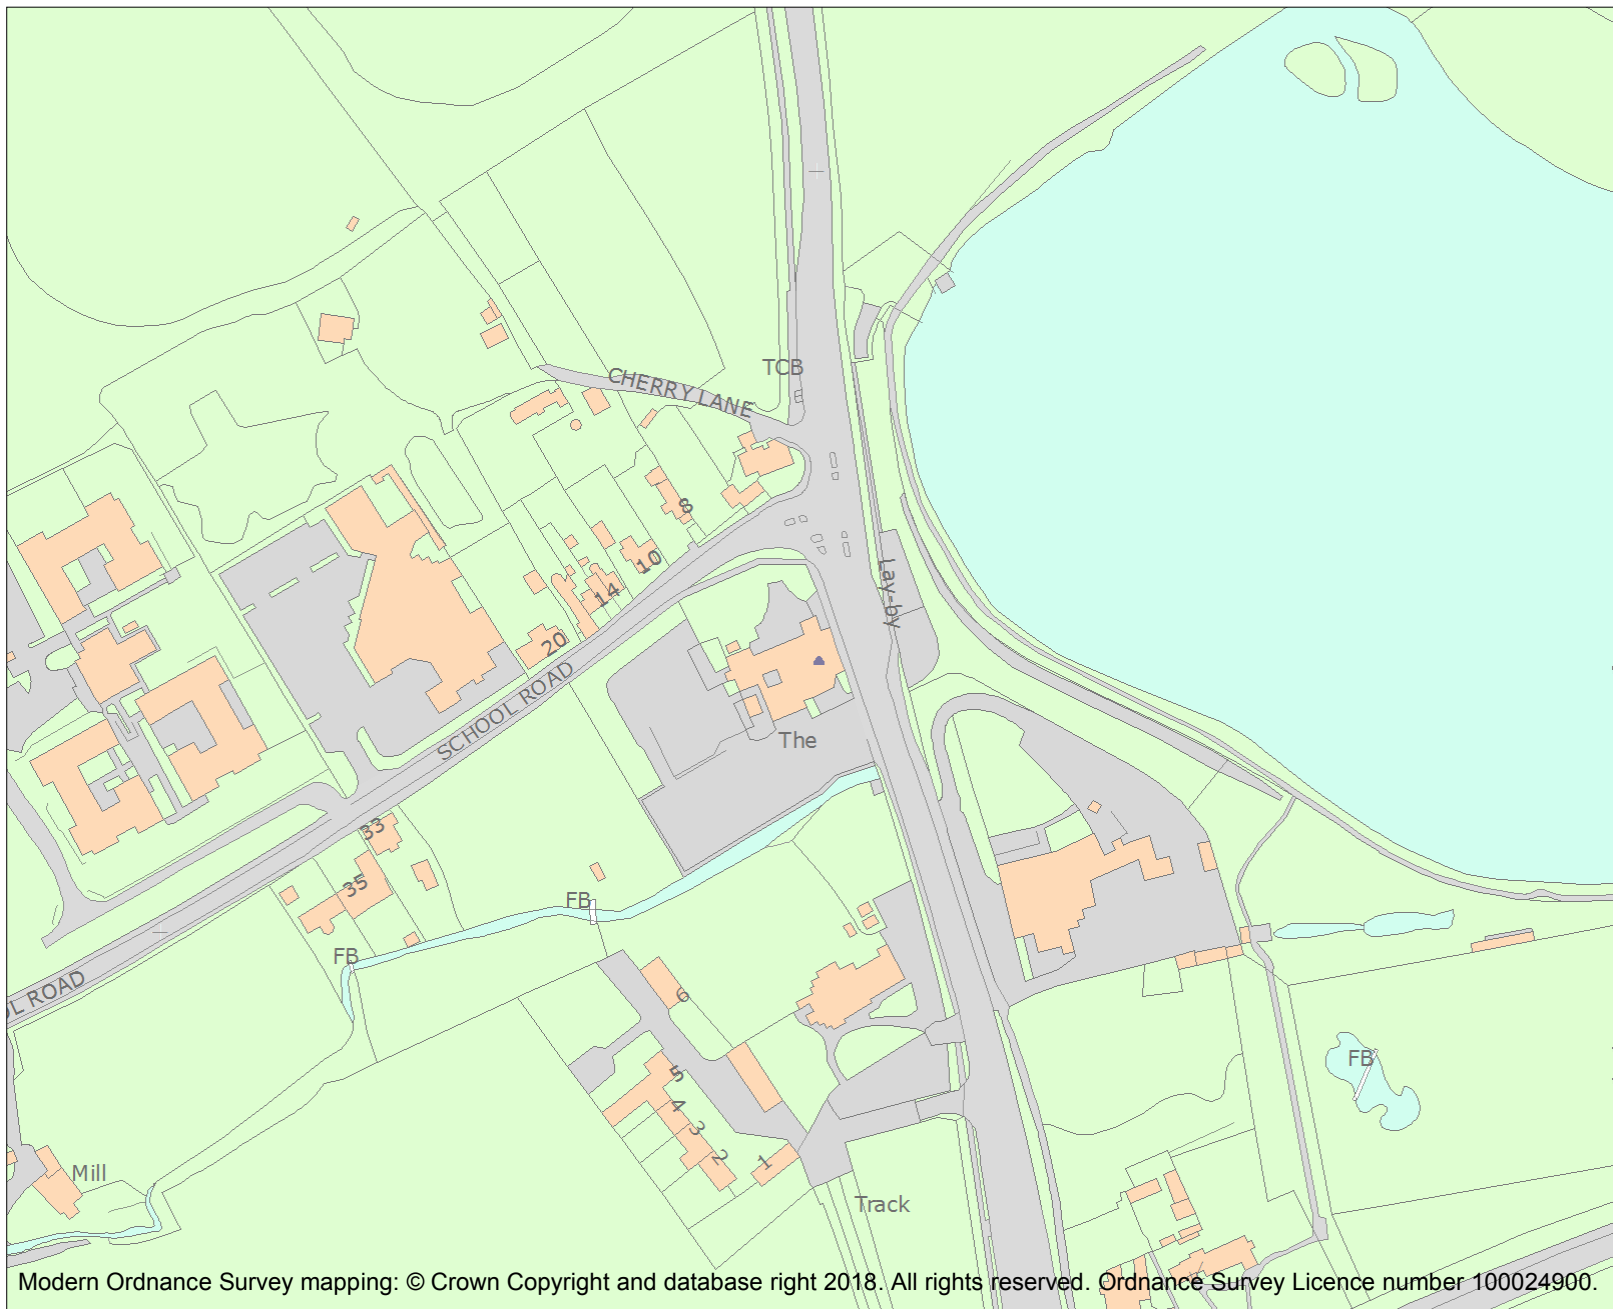 TCB
CHERRY LANE
8
10
14
20
Lay-by
SCHOOL ROAD
The
33
35
FB
FB
OL ROAD
6
FB
5
4
3
2
1
Mill
Track
Modern Ordnance Survey mapping: © Crown Copyright and database right 2018. All rights reserved. Ordnance Survey Licence number 100024900.